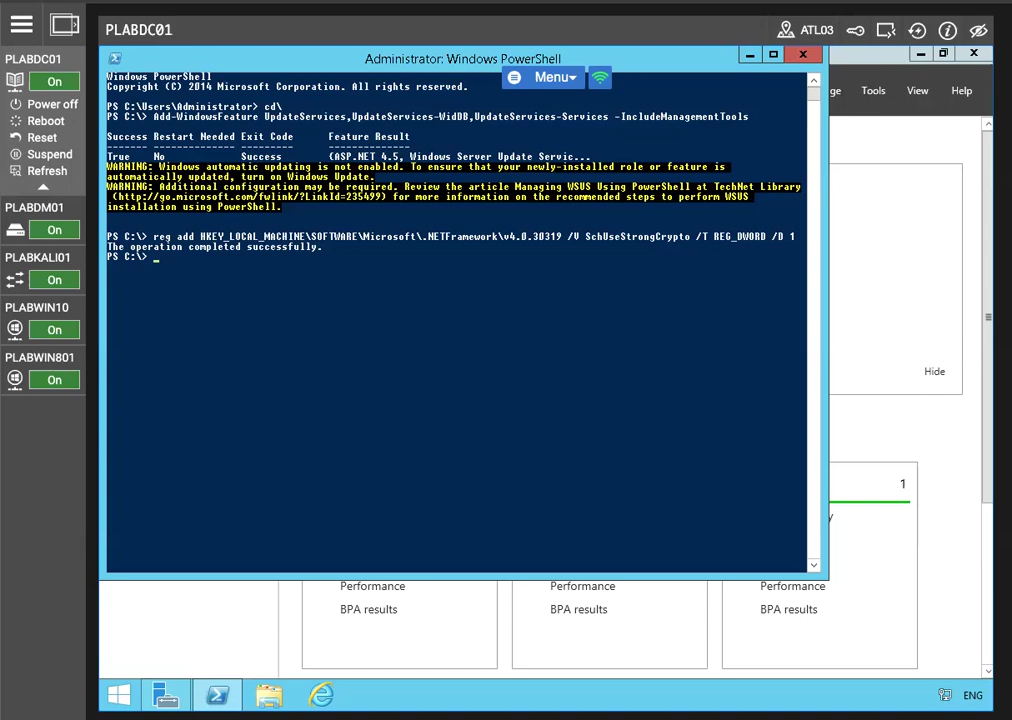 PLABDC01
ATL03
PLABDC01
On
Power off
Reboot
Reset
Suspend
Refresh
PLABDM01
On
PLABKALI01
On
PLABWIN10
On
PLABWIN801
On
Administrator: Windows PowerShell
Menu
Windows PowerShell
Copyright (C) 2014 Microsoft Corporation. All rights reserved.
PS C:\Users\Administrator> cd\
PS C:\> Add-WindowsFeature UpdateServices,UpdateServices-WidDB,UpdateServices-Services -IncludeManagementTools
Success Restart Needed Exit Code Feature Result
------- -------------- --------- --------------
True No Success {ASP.NET 4.5, Windows Server Update Servic...
WARNING: Windows automatic updating is not enabled. To ensure that your newly-installed role or feature is
automatically updated, turn on Windows Update.
WARNING: Additional configuration may be required. Review the article Managing WSUS Using PowerShell at TechNet Library
(http://go.microsoft.com/fwlink/?LinkId=235499) for more information on the recommended steps to perform WSUS
installation using PowerShell.
PS C:\> reg add HKEY_LOCAL_MACHINE\SOFTWARE\Microsoft\.NETFramework\v4.0.30319 /V SchUseStrongCrypto /T REG_DWORD /D 1
The operation completed successfully.
PS C:\> _
ge Tools View Help
Hide
1
y
Performance Performance Performance
BPA results BPA results BPA results
ENG